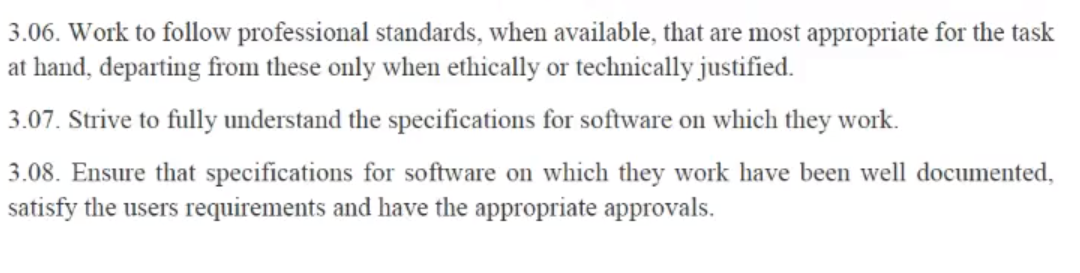 3.06. Work to follow professional standards, when available, that are most appropriate for the task
at hand, departing from these only when ethically or technically justified.
3.07. Strive to fully understand the specifications for software on which they work.
3.08. Ensure that specifications for software on which they work have been well documented,
satisfy the users requirements and have the appropriate approvals.